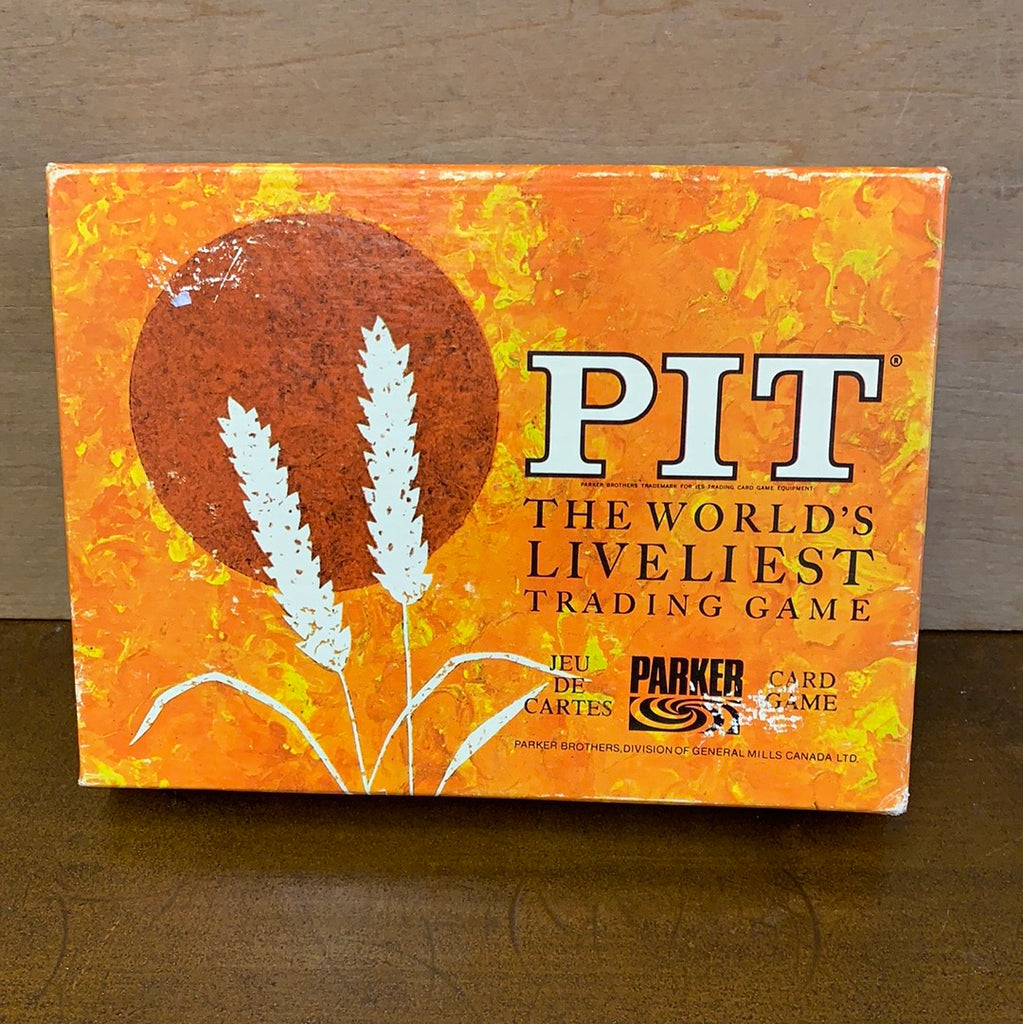 PIT®
PARKER BROTHERS TRADEMARK FOR ITS TRADING CARD GAME EQUIPMENT
THE WORLD'S
LIVELIEST
TRADING GAME
JEU
DE
CARTES
PARKER
CARD
GAME
PARKER BROTHERS, DIVISION OF GENERAL MILLS CANADA LTD.